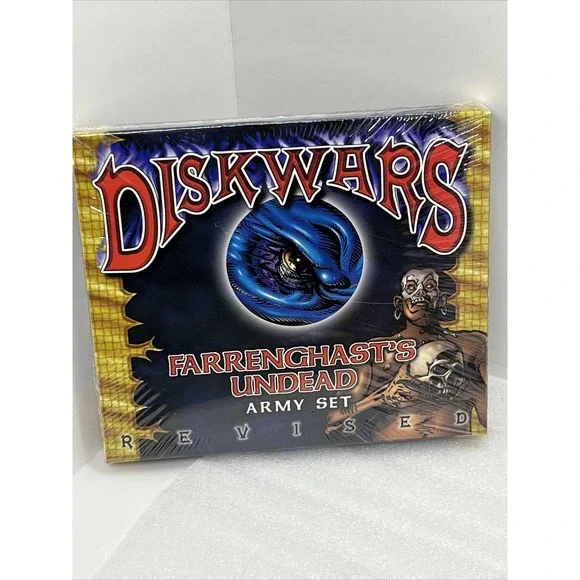 DISKWARS
FARRENGHAST'S
UNDEAD
ARMY SET
REVISED